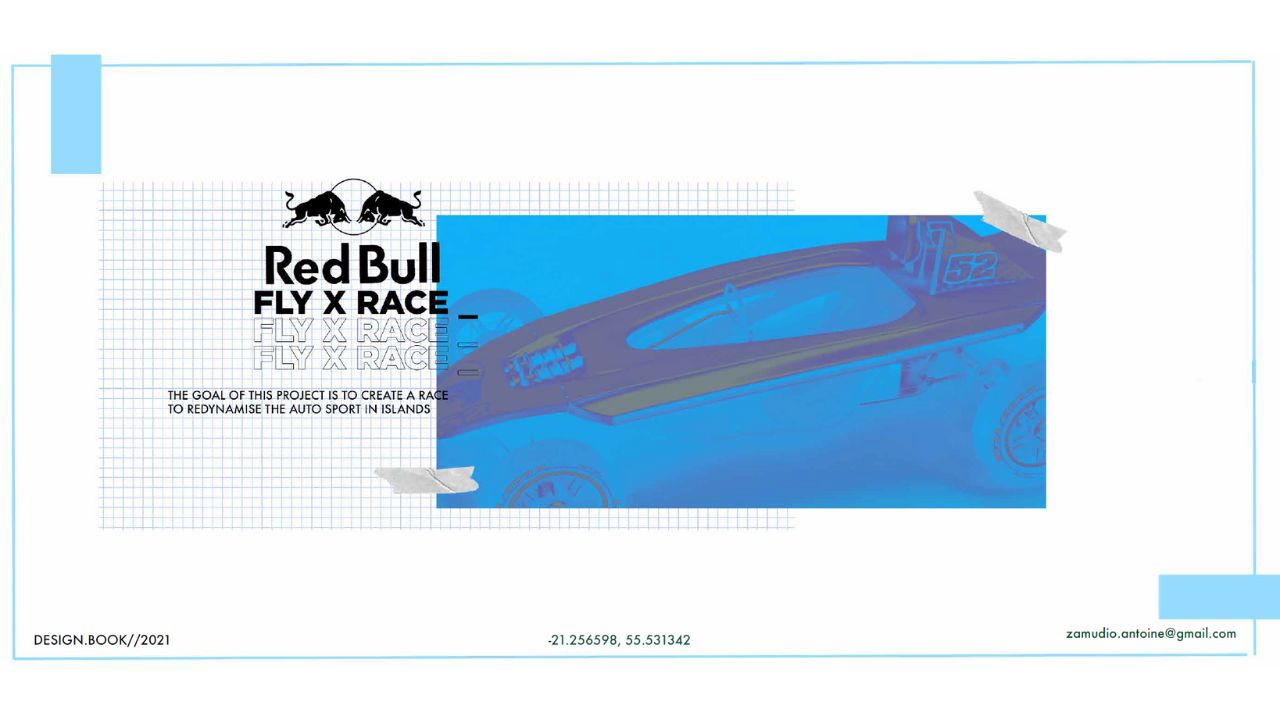 Red Bull
FLY X RACE _
FLY X RACE _
FLY X RACE _
THE GOAL OF THIS PROJECT IS TO CREATE A RACE
TO REDYNAMISE THE AUTO SPORT IN ISLANDS
52
DESIGN.BOOK//2021
-21.256598, 55.531342
zamudio.antoine@gmail.com